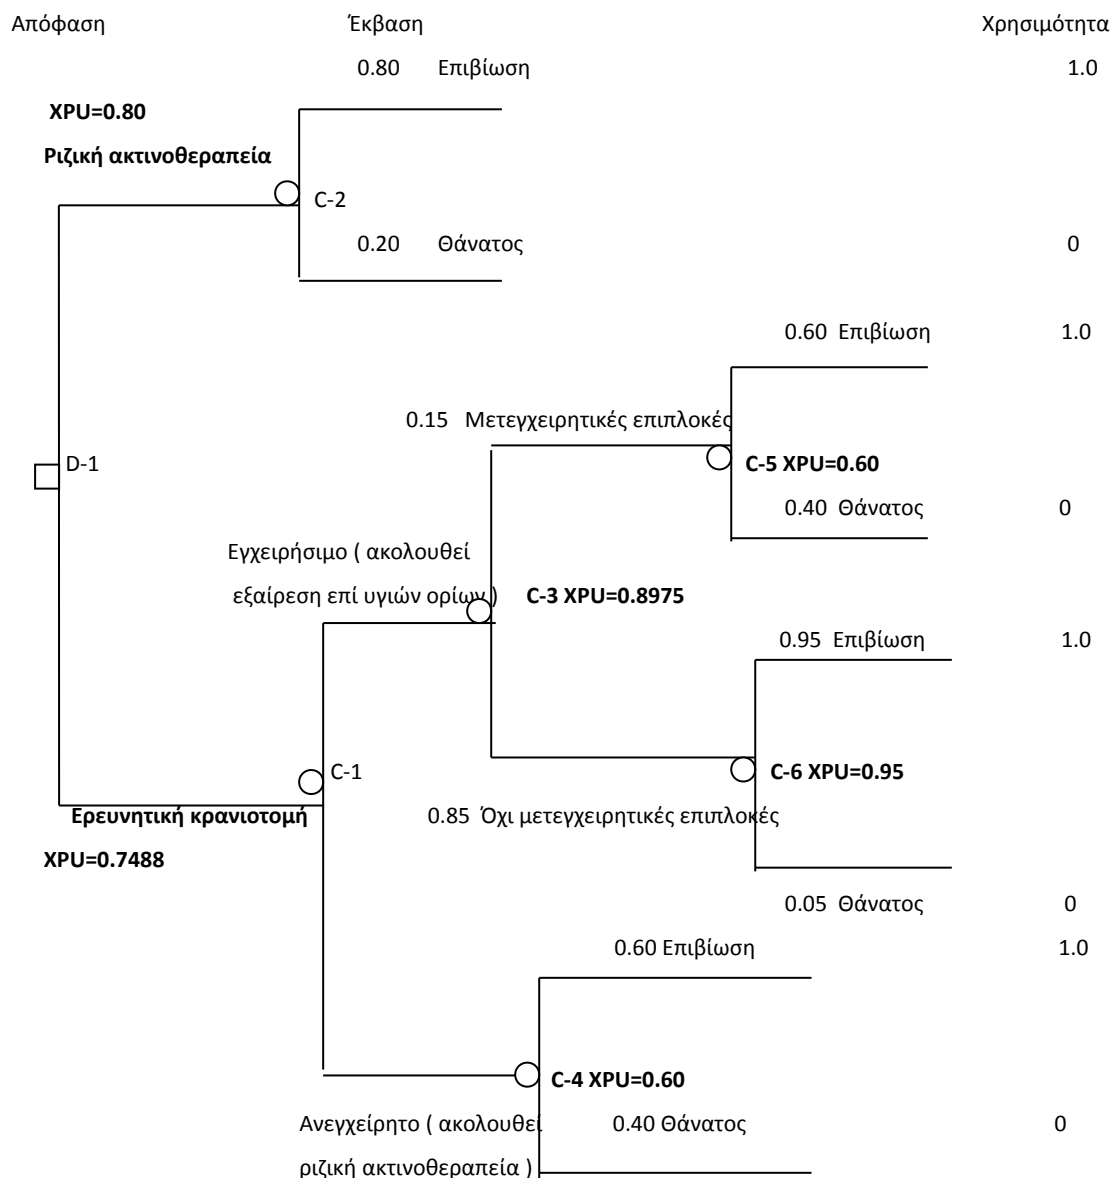 Απόφαση Έκβαση Χρησιμότητα
0.80 Επιβίωση 1.0
XPU=0.80
Ριζική ακτινοθεραπεία
C-2
0.20 Θάνατος 0
0.60 Επιβίωση 1.0
0.15 Μετεγχειρητικές επιπλοκές
D-1 C-5 XPU=0.60
0.40 Θάνατος 0
Εγχειρήσιμο ( ακολουθεί
εξαίρεση επί υγιών ορίων ) C-3 XPU=0.8975
0.95 Επιβίωση 1.0
C-1 C-6 XPU=0.95
Ερευνητική κρανιοτομή 0.85 Όχι μετεγχειρητικές επιπλοκές
XPU=0.7488
0.05 Θάνατος 0
0.60 Επιβίωση 1.0
C-4 XPU=0.60
Ανεγχείρητο ( ακολουθεί 0.40 Θάνατος 0
ριζική ακτινοθεραπεία )